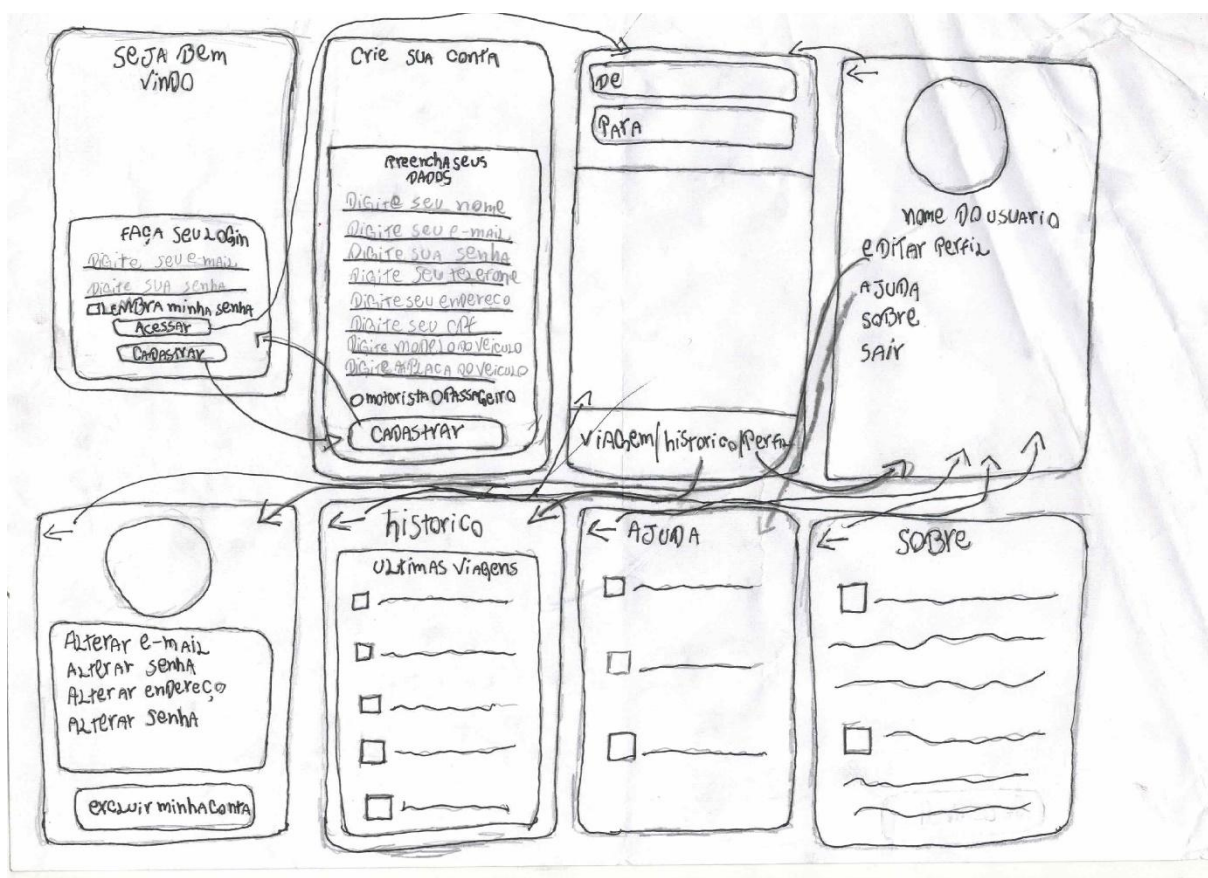 SEJA BEM
VINDO
FAÇA SEU LOGIN
DIGITE SEU E-MAIL
DIGITE SUA SENHA
LEMBRA minha senha
Acessar
CADASTRAR
Crie SUA CONTA
PREENCHA SEUS
DADOS
DIGITE SEU nome
DIGITE SEU e-mail
DIGITE SUA senha
DIGITE SEU telefone
DIGITE SEU endereco
DIGITE SEU CPF
DIGITE MODELO DO VEICULO
DIGITE A PLACA DO VEICULO
motorista PASSAGEIRO
CADASTRAR
DE
PARA
VIAGEM/historico/Perfil
nome DO USUARIO
EDITAR PERFIL
AJUDA
SOBRE
SAIR
ALTERAR e-mAIL
ALTERAR senha
ALTERAR enDEREÇO
ALTERAR senha
EXCLUIR minha conta
historico
ULTIMAS VIAGENS
AJUDA
SOBRE